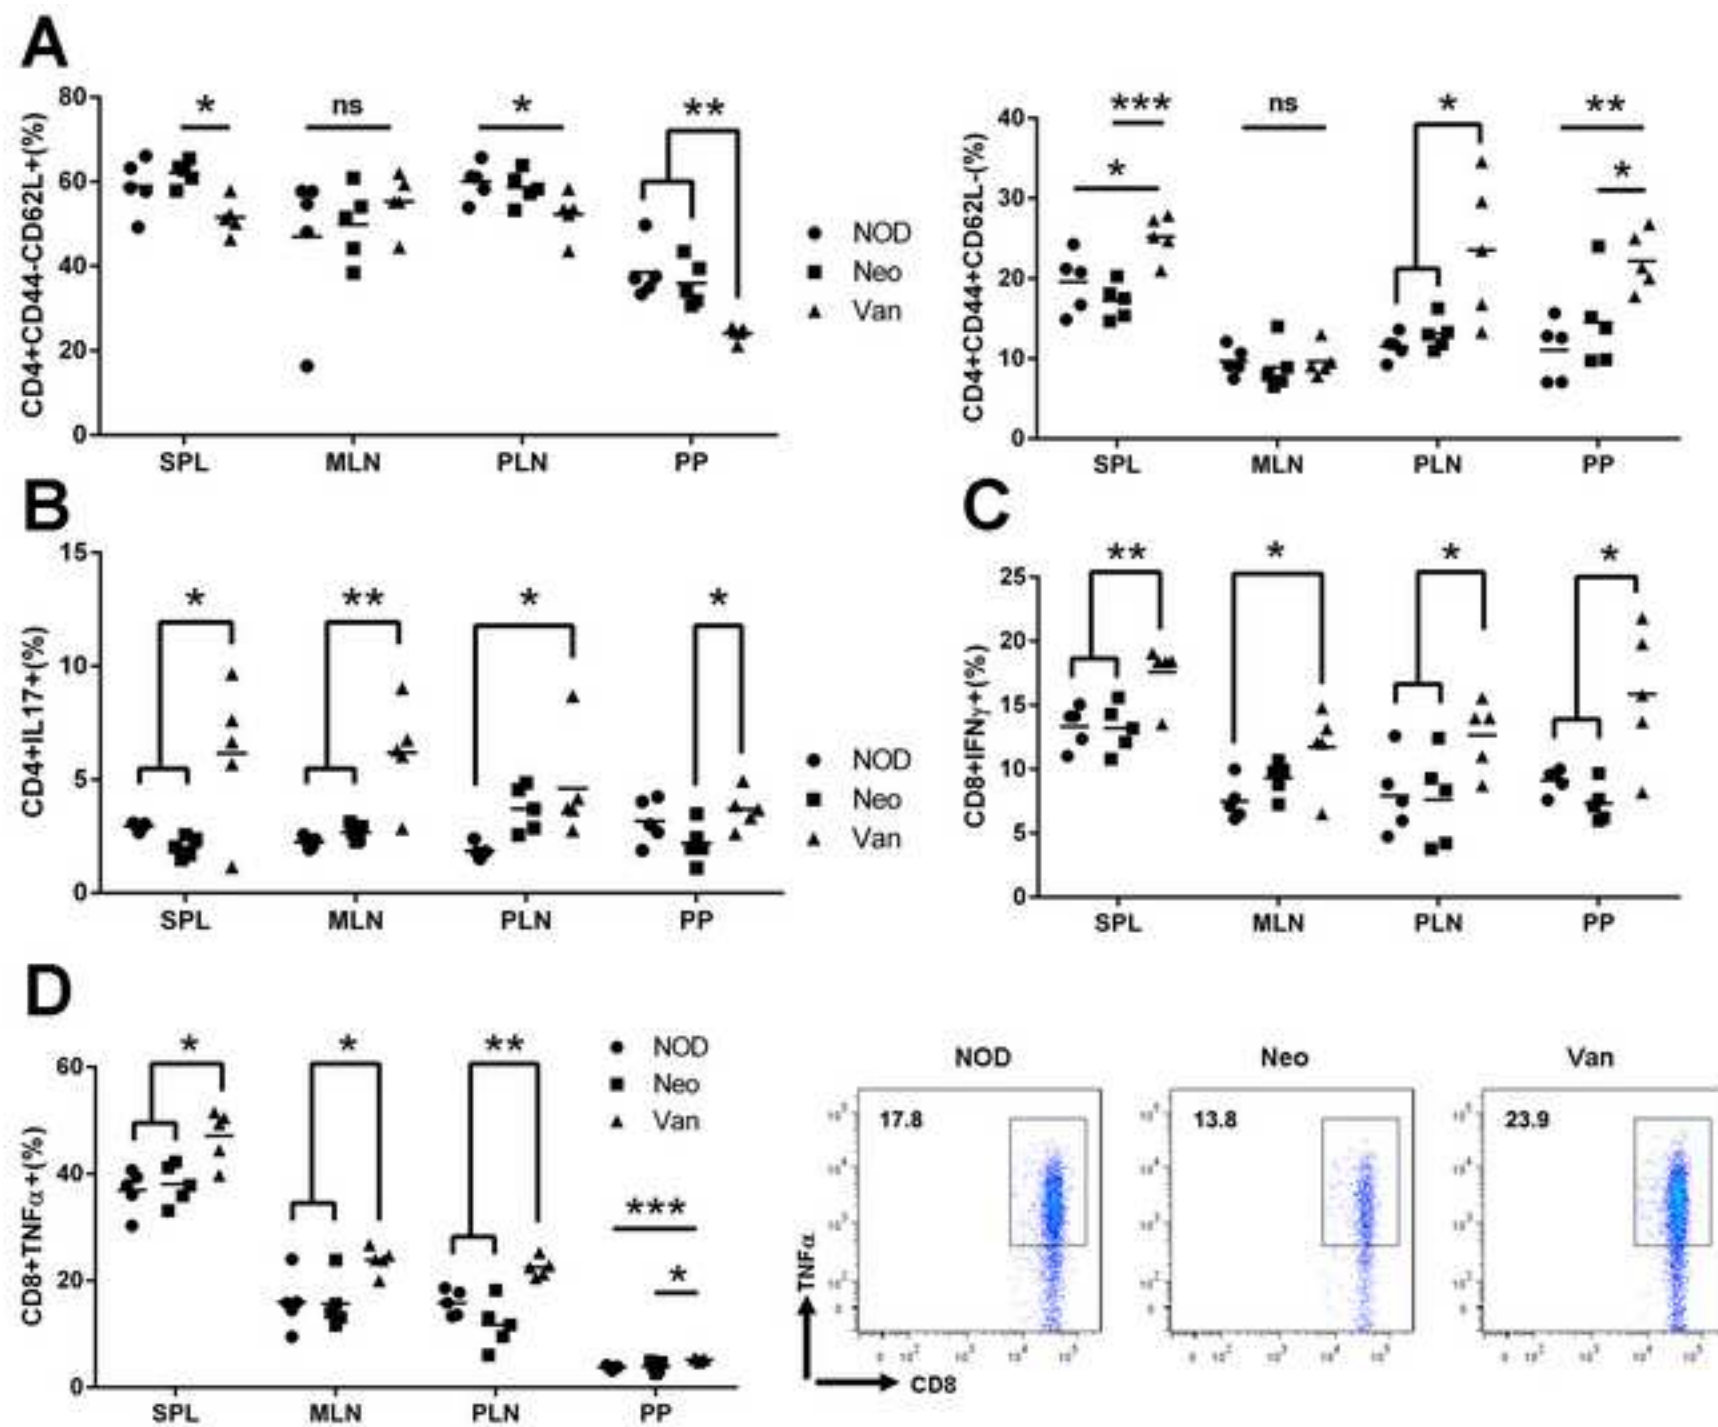 A
CD4+CD44-CD62L+(%)
80
60
40
20
0
* ns * **
SPL MLN PLN PP
NOD
Neo
Van
CD4+CD44+CD62L-(%)
40
30
20
10
0
*** ns * **
* *
SPL MLN PLN PP
B
CD4+IL17+(%)
15
10
5
0
* ** * *
SPL MLN PLN PP
NOD
Neo
Van
C
CD8+IFNγ+(%)
25
20
15
10
5
0
** * * *
SPL MLN PLN PP
D
CD8+TNFα+(%)
60
40
20
0
* * **
***
*
SPL MLN PLN PP
NOD
Neo
Van
NOD Neo Van
17.8 13.8 23.9
TNFα
CD8